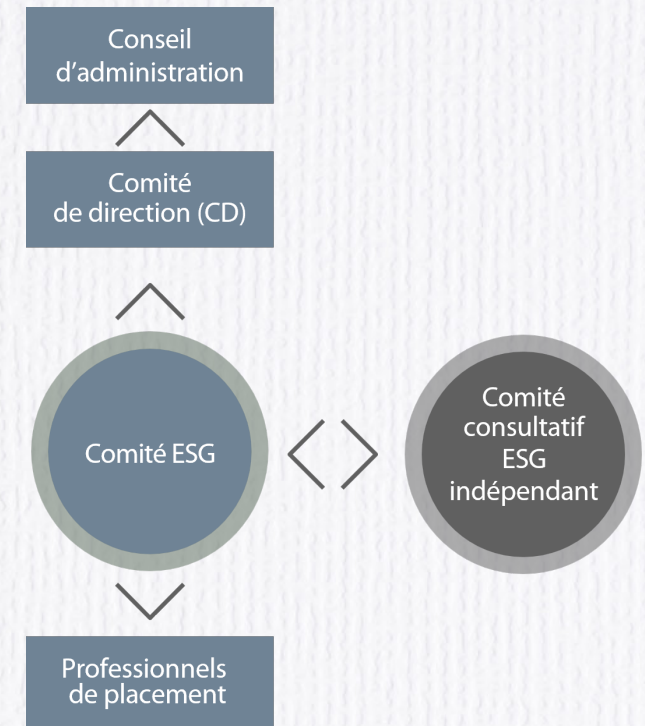 Conseil
d'administration
Comité
de direction (CD)
Comité ESG
Comité
consultatif
ESG
indépendant
Professionnels
de placement